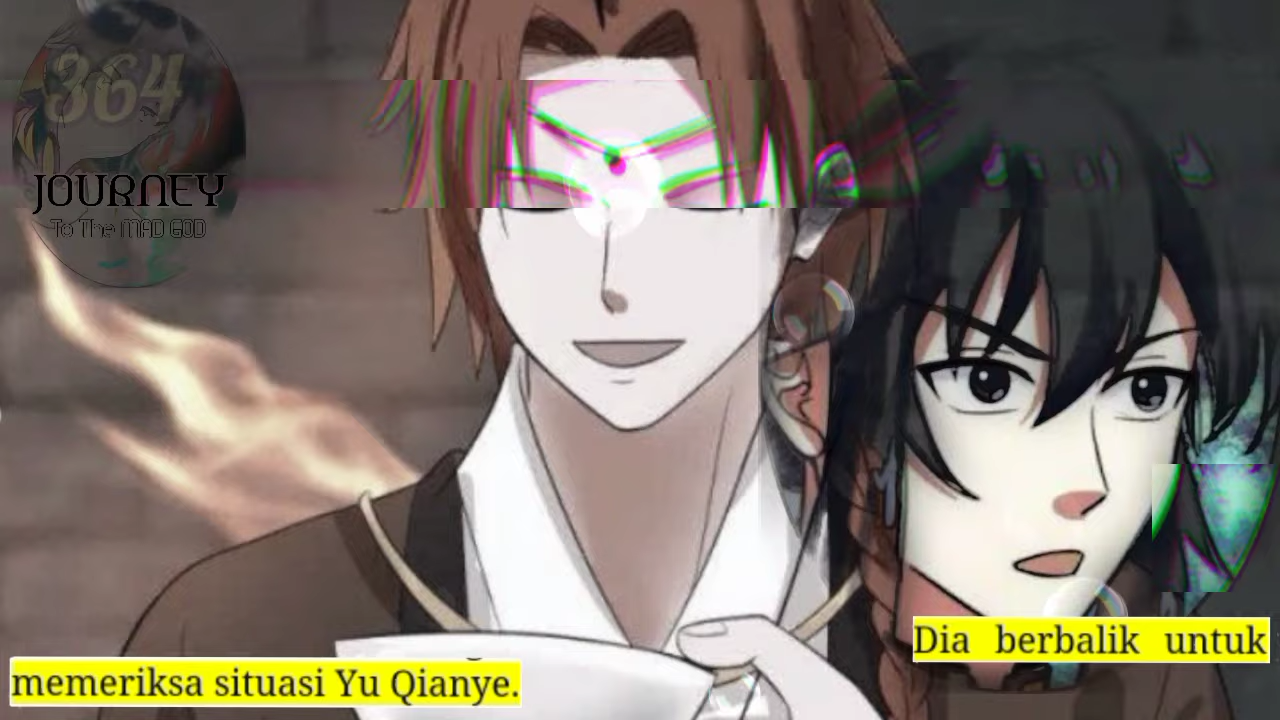 364
JOURNEY
To The MAD GOD
Dia berbalik untuk
memeriksa situasi Yu Qianye.